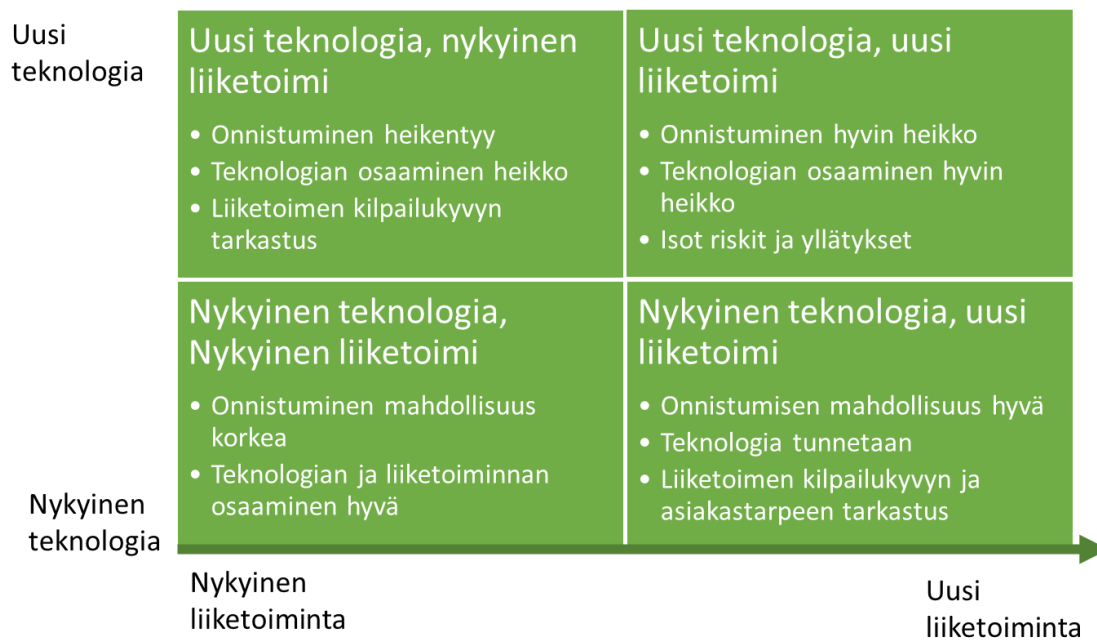 Uusi
teknologia
Uusi teknologia, nykyinen
liiketoimi
• Onnistuminen heikentyy
• Teknologian osaaminen heikko
• Liiketoimen kilpailukyvyn
tarkastus
Uusi teknologia, uusi
liiketoimi
• Onnistuminen hyvin heikko
• Teknologian osaaminen hyvin
heikko
• Isot riskit ja yllätykset
Nykyinen teknologia,
Nykyinen liiketoimi
• Onnistuminen mahdollisuus
korkea
• Teknologian ja liiketoiminnan
osaaminen hyvä
Nykyinen teknologia, uusi
liiketoimi
• Onnistumisen mahdollisuus hyvä
• Teknologia tunnetaan
• Liiketoimen kilpailukyvyn ja
asiakastarpeen tarkastus
Nykyinen
teknologia
Nykyinen
liiketoiminta
Uusi
liiketoiminta